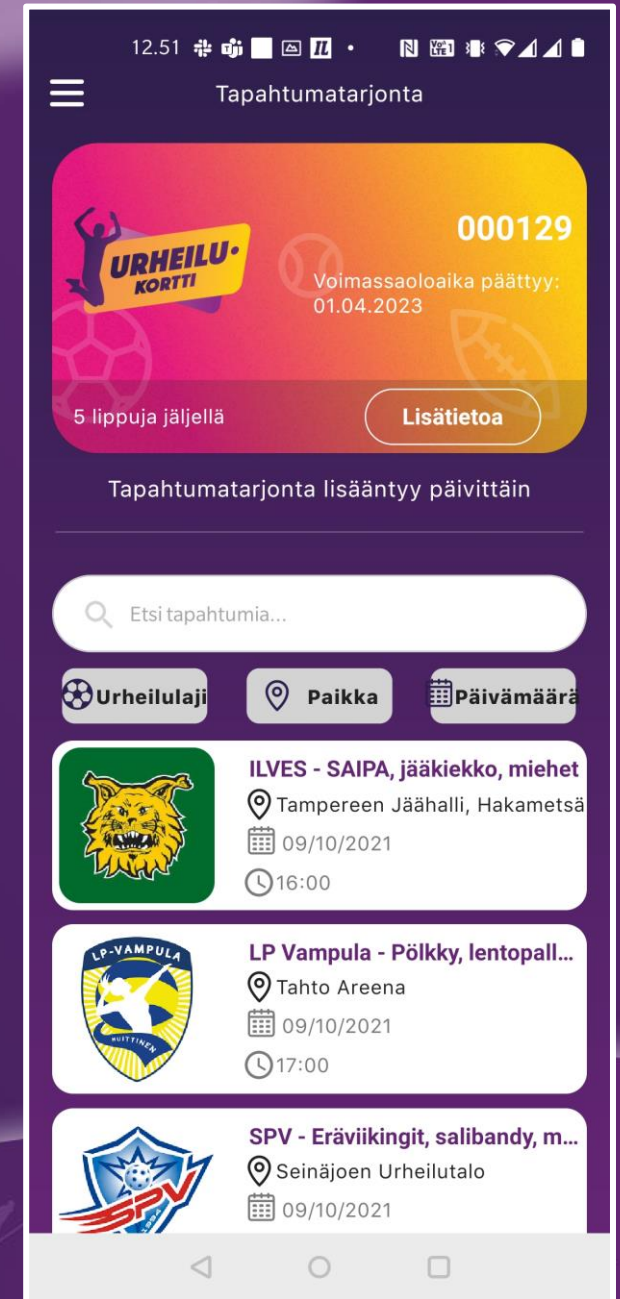 12.51
Tapahtumatarjonta
URHEILU
KORTTI
000129
Voimassaoloaika päättyy:
01.04.2023
5 lippuja jäljellä
Lisätietoa
Tapahtumatarjonta lisääntyy päivittäin
Etsi tapahtumia...
Urheilulaji
Paikka
Päivämäärä
ILVES - SAIPA, jääkiekko, miehet
Tampereen Jäähalli, Hakametsä
09/10/2021
16:00
LP-VAMPULA
HUITTINEN
LP Vampula - Pölkky, lentopall...
Tahto Areena
09/10/2021
17:00
SPV
1994
SPV - Eräviikingit, salibandy, m...
Seinäjoen Urheilutalo
09/10/2021